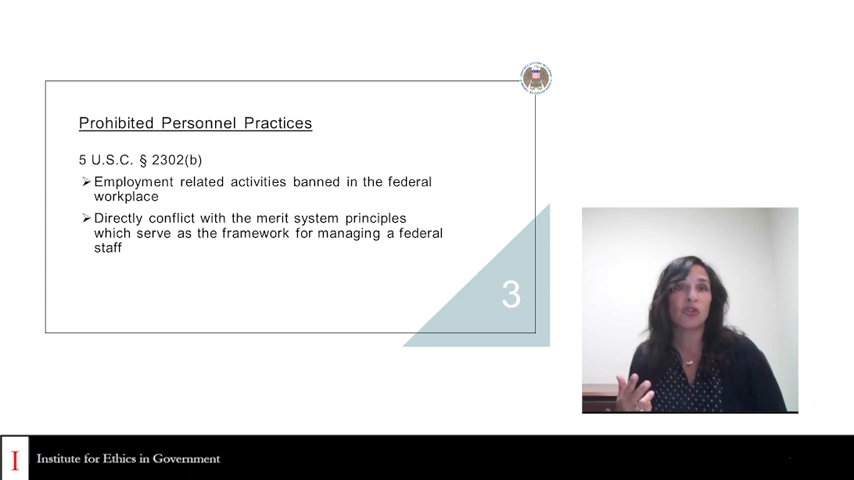 Prohibited Personnel Practices
5 U.S.C. § 2302(b)
➢Employment related activities banned in the federal
workplace
➢Directly conflict with the merit system principles
which serve as the framework for managing a federal
staff
3
I Institute for Ethics in Government